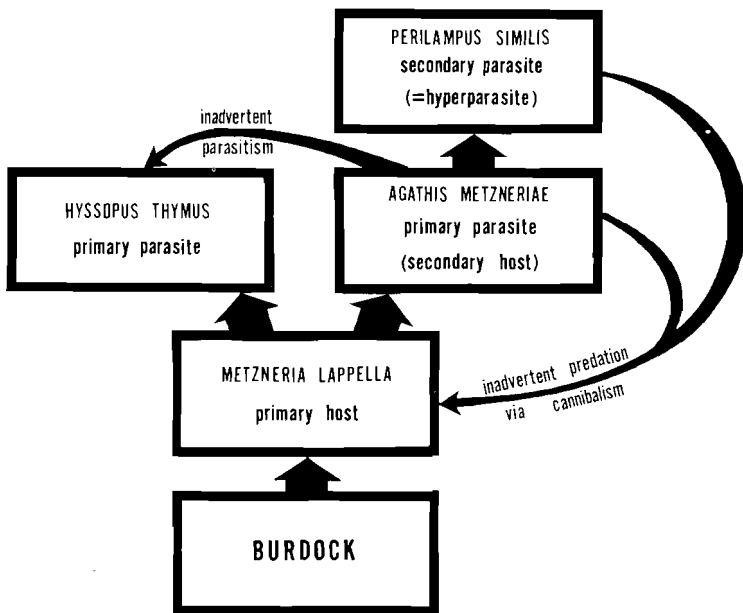 PERILAMPUS SIMILIS
secondary parasite
(=hyperparasite)
inadvertent
parasitism
HYSSOPUS THYMUS
primary parasite
AGATHIS METZNERIAE
primary parasite
(secondary host)
METZNERIA LAPPELLA
primary host
inadvertent predation
via cannibalism
BURDOCK